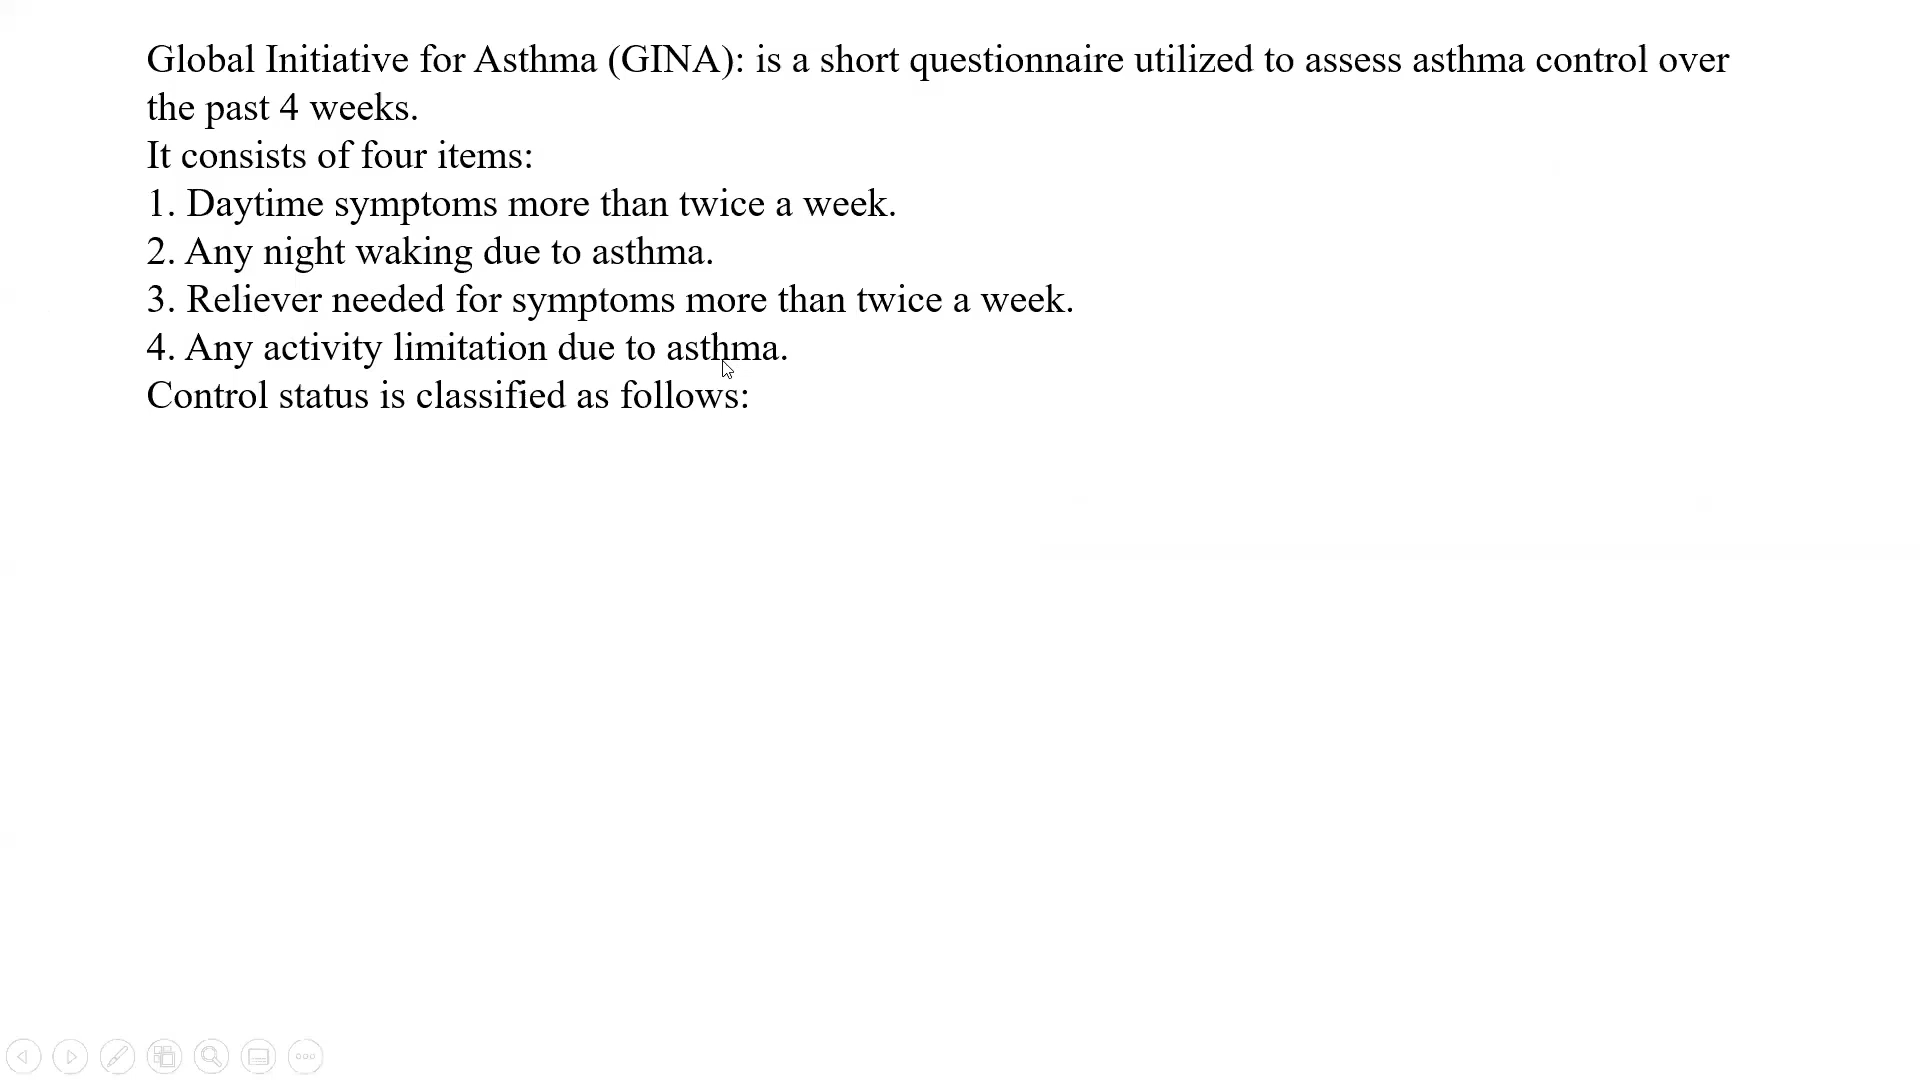 Global Initiative for Asthma (GINA): is a short questionnaire utilized to assess asthma control over
the past 4 weeks.
It consists of four items:
1. Daytime symptoms more than twice a week.
2. Any night waking due to asthma.
3. Reliever needed for symptoms more than twice a week.
4. Any activity limitation due to asthma.
Control status is classified as follows: